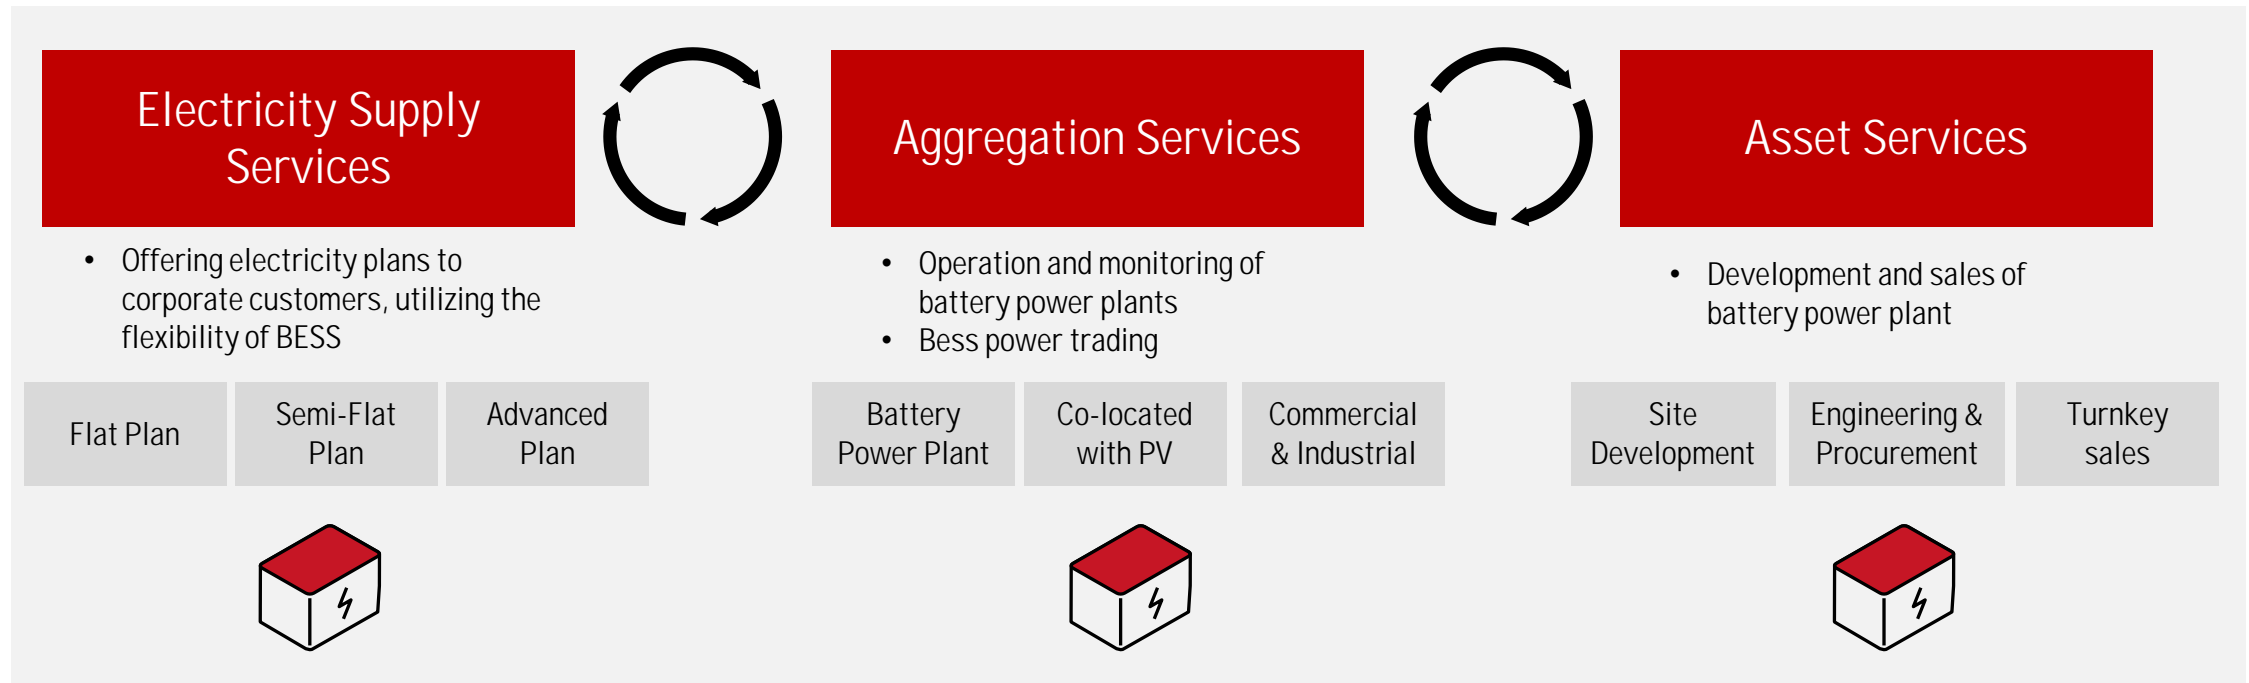 Electricity Supply
Services
Aggregation Services
Asset Services
• Offering electricity plans to
corporate customers, utilizing the
flexibility of BESS
• Operation and monitoring of
battery power plants
• Bess power trading
• Development and sales of
battery power plant
Flat Plan
Semi-Flat
Plan
Advanced
Plan
Battery
Power Plant
Co-located
with PV
Commercial
& Industrial
Site
Development
Engineering &
Procurement
Turnkey
sales